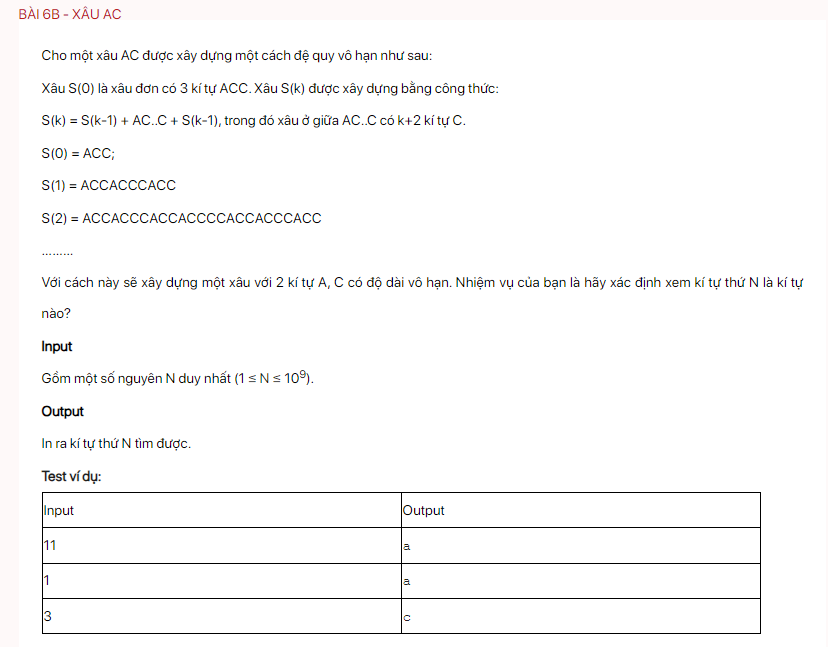 BÀI 6B - XÂU AC
Cho một xâu AC được xây dựng một cách đệ quy vô hạn như sau:
Xâu S(0) là xâu đơn có 3 kí tự ACC. Xâu S(k) được xây dựng bằng công thức:
S(k) = S(k-1) + AC..C + S(k-1), trong đó xâu ở giữa AC..C có k+2 kí tự C.
S(0) = ACC;
S(1) = ACCACCCACC
S(2) = ACCACCCACCACCCCACCACCCACC
.........
Với cách này sẽ xây dựng một xâu với 2 kí tự A, C có độ dài vô hạn. Nhiệm vụ của bạn là hãy xác định xem kí tự thứ N là kí tự
nào?
Input
Gồm một số nguyên N duy nhất (1 ≤ N ≤ 10⁹).
Output
In ra kí tự thứ N tìm được.
Test ví dụ:
Input Output
11 a
1 a
3 c